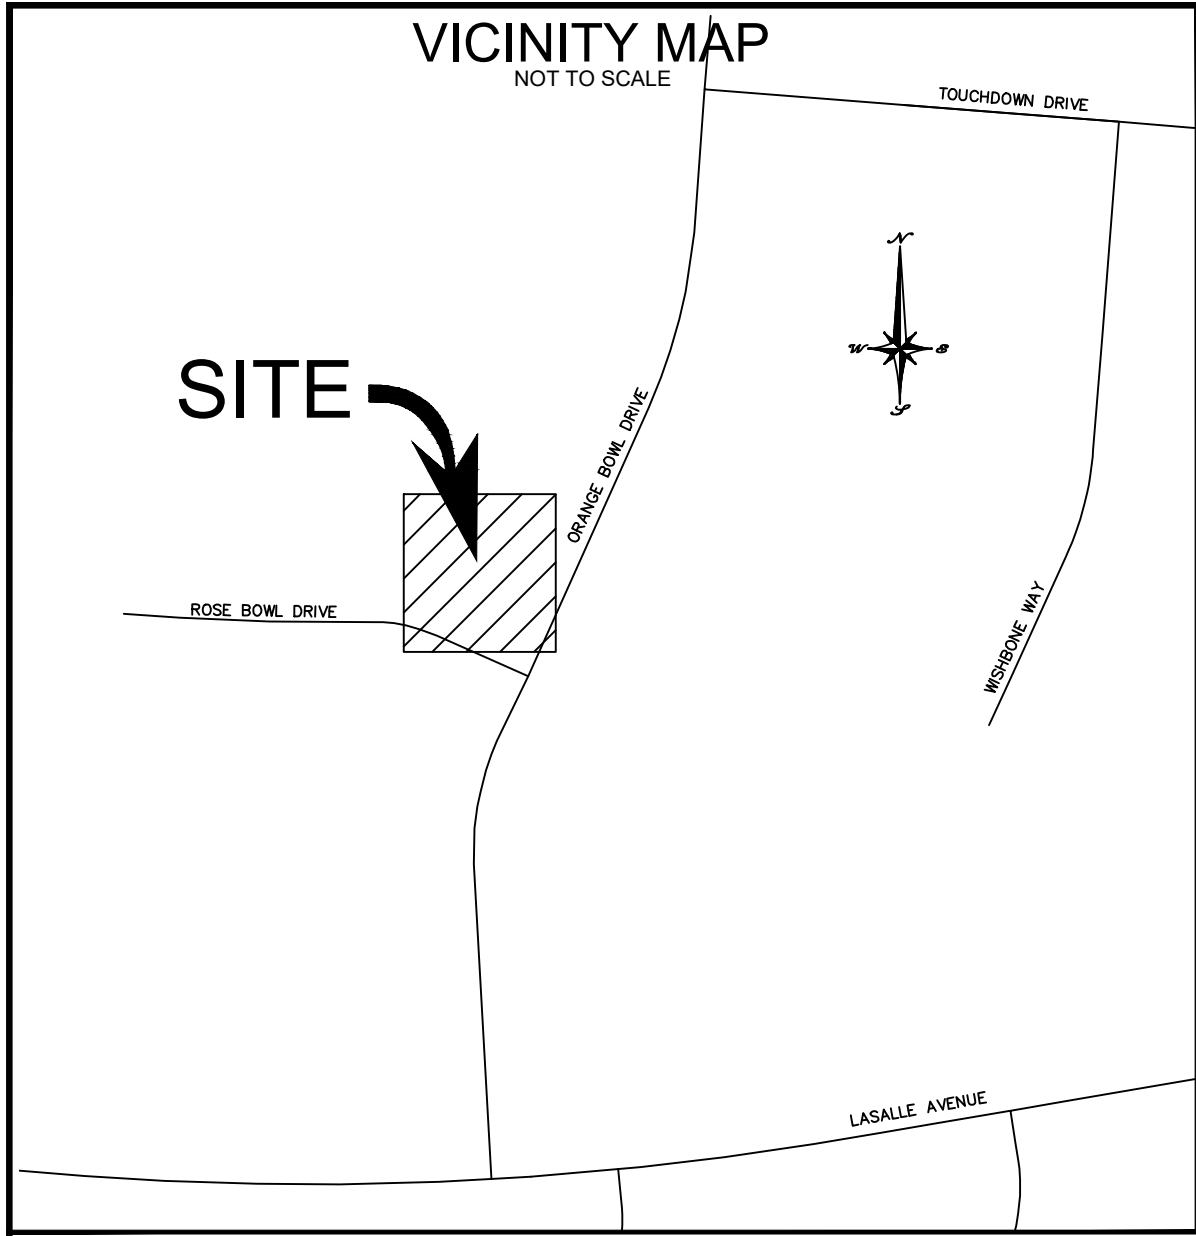 VICINITY MAP
NOT TO SCALE
TOUCHDOWN DRIVE
N
W
E
S
SITE
ORANGE BOWL DRIVE
ROSE BOWL DRIVE
WISHBONE WAY
LASALLE AVENUE